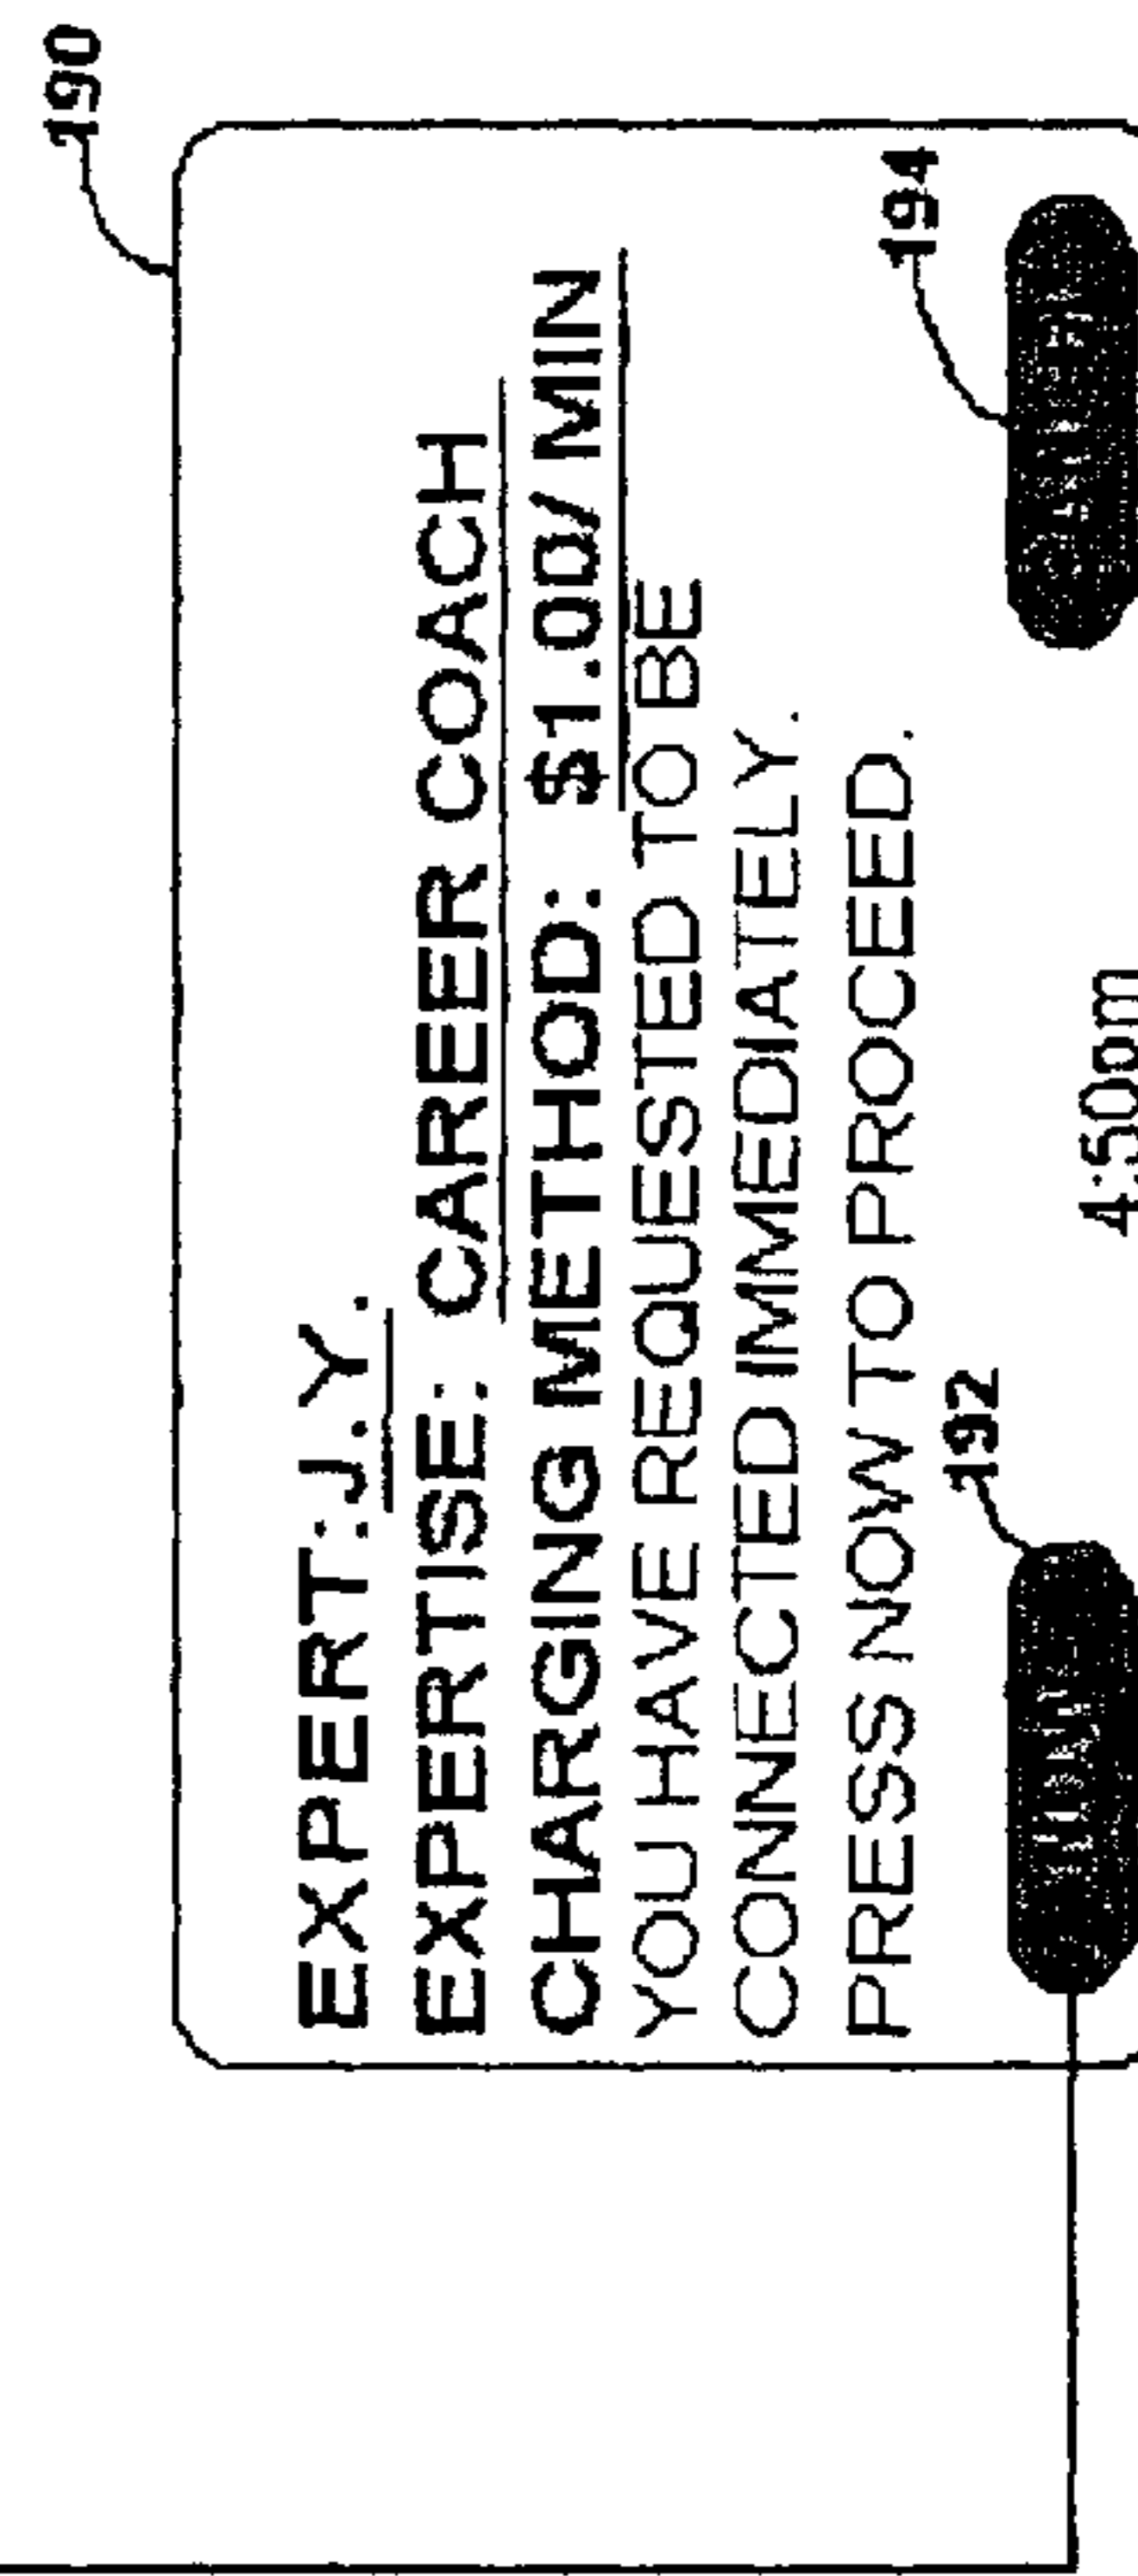 190
EXPERT: J.Y.
EXPERTISE: CAREER COACH
CHARGING METHOD: $1.00/ MIN
YOU HAVE REQUESTED TO BE
CONNECTED IMMEDIATELY.
PRESS NOW TO PROCEED.
194
192
4:50pm